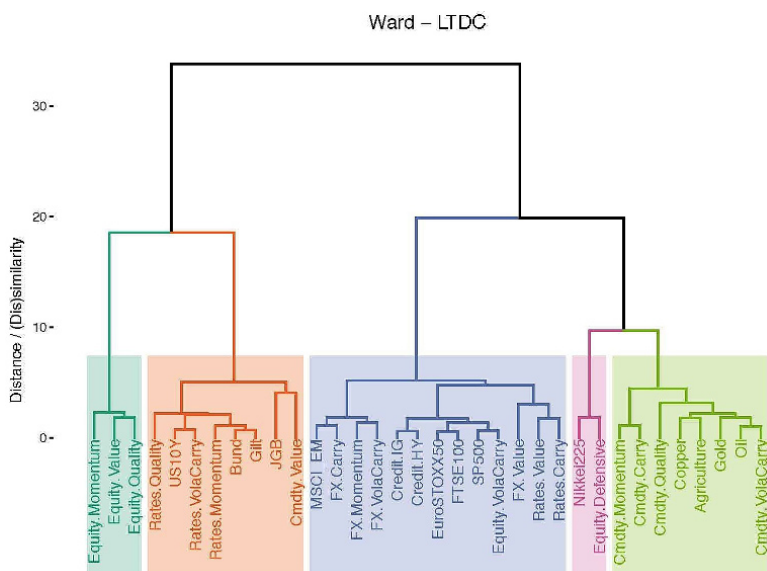 Ward – LTDC
Distance / (Dis)similarity
30
20
10
0
Equity.Momentum
Equity.Value
Equity.Quality
Rates.Quality
US10Y
Rates.VolaCarry
Rates.Momentum
Bund
Gilt
JGB
Cmdty.Value
MSCI_EM
FX.Carry
FX.Momentum
FX.VolaCarry
Credit.IG
Credit.HY
EuroSTOXX50
FTSE100
SP500
Equity.VolaCarry
FX.Value
Rates.Value
Rates.Carry
Nikkei225
Equity.Defensive
Cmdty.Momentum
Cmdty.Carry
Cmdty.Quality
Copper
Agriculture
Gold
Oil
Cmdty.VolaCarry